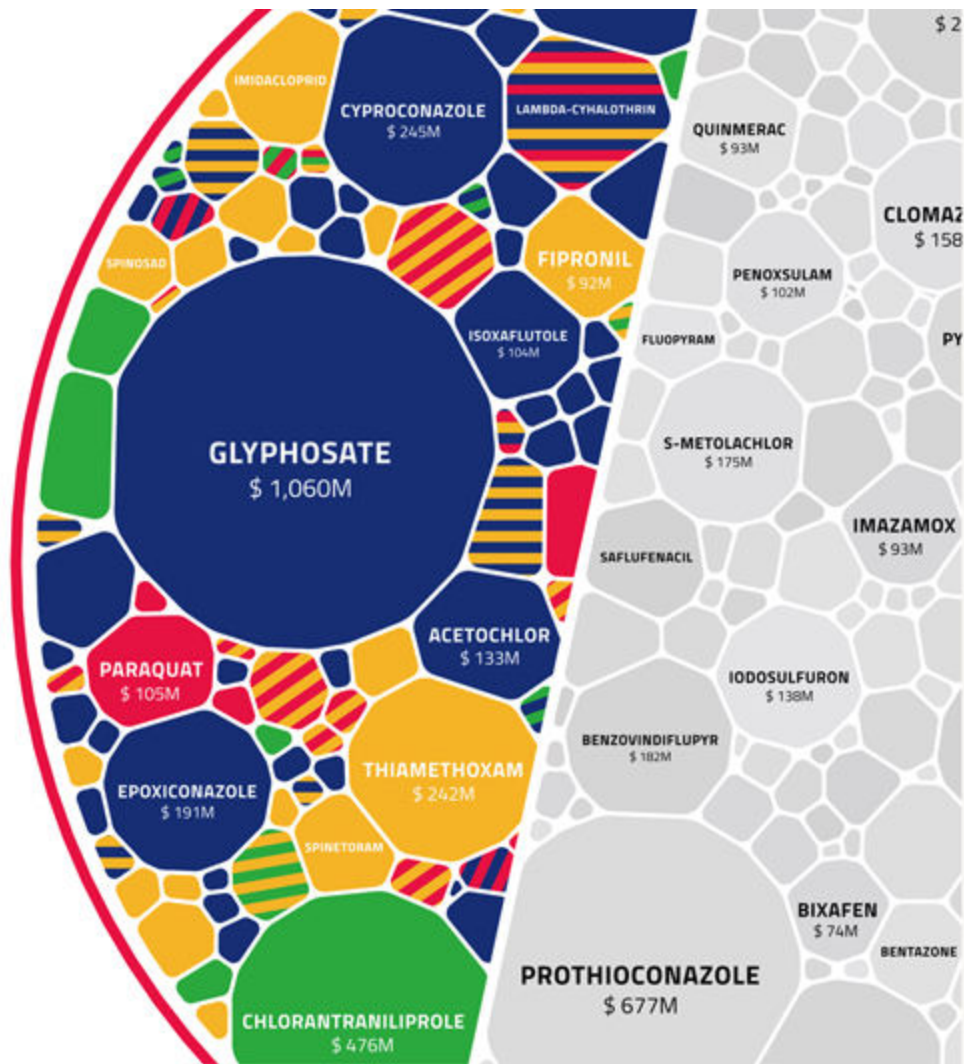 $ 2
IMIDACLOPRID
CYPROCONAZOLE
$ 245M
LAMBDA-CYHALOTHRIN
QUINMERAC
$ 93M
CLOMAZ
$ 158
SPINOSAD
FIPRONIL
$ 92M
PENOXSULAM
$ 102M
ISOXAFLUTOLE
$ 104M
FLUOPYRAM
PY
GLYPHOSATE
$ 1,060M
S-METOLACHLOR
$ 175M
IMAZAMOX
$ 93M
SAFLUFENACIL
ACETOCHLOR
$ 133M
PARAQUAT
$ 105M
IODOSULFURON
$ 138M
BENZOVINDIFLUPYR
$ 182M
THIAMETHOXAM
$ 242M
EPOXICONAZOLE
$ 191M
SPINETORAM
BIXAFEN
$ 74M
BENTAZONE
PROTHIOCONAZOLE
$ 677M
CHLORANTRANILIPROLE
$ 476M